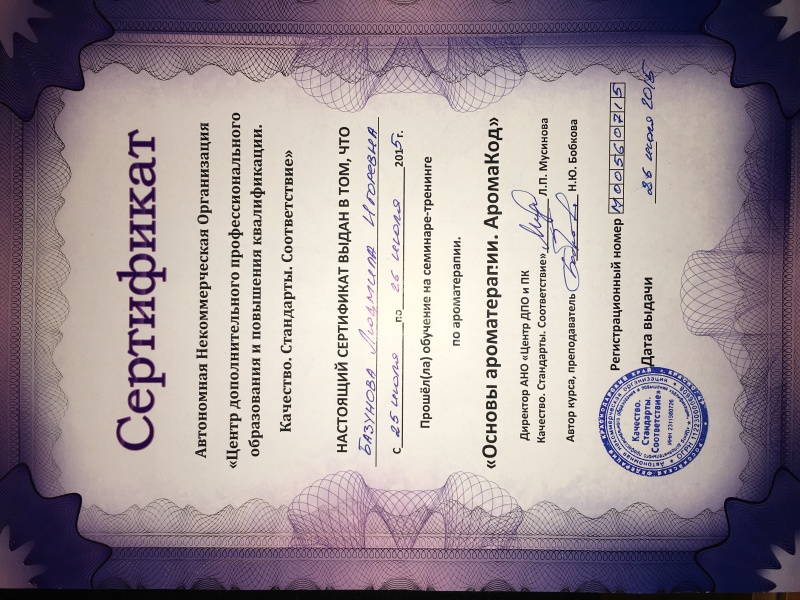 Сертификат
Автономная Некоммерческая Организация
«Центр дополнительного профессионального
образования и повышения квалификации.
Качество. Стандарты. Соответствие»
НАСТОЯЩИЙ СЕРТИФИКАТ ВЫДАН В ТОМ, ЧТО
БАЗУНОВА ЛЮДМИЛА ИГОРЕВНА
с 25 июля по 26 июля 2015 г.
Прошёл(ла) обучение на семинаре-тренинге
по ароматерапии.
«Основы ароматерапии. АромаКод»
Директор АНО «Центр ДПО и ПК
Качество. Стандарты. Соответствие» Л.П. Мусинова
Автор курса, преподаватель Н.Ю. Бобкова
Регистрационный номер М00560715
Дата выдачи 26 июля 2015
Качество.
Стандарты.
Соответствие»